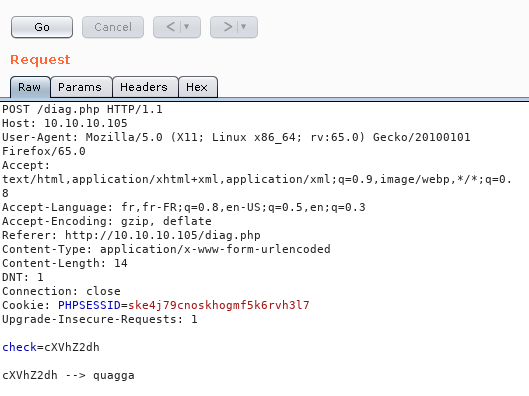 Go Cancel < >
Request
Raw Params Headers Hex
POST /diag.php HTTP/1.1
Host: 10.10.10.105
User-Agent: Mozilla/5.0 (X11; Linux x86_64; rv:65.0) Gecko/20100101
Firefox/65.0
Accept:
text/html,application/xhtml+xml,application/xml;q=0.9,image/webp,*/*;q=0.
8
Accept-Language: fr,fr-FR;q=0.8,en-US;q=0.5,en;q=0.3
Accept-Encoding: gzip, deflate
Referer: http://10.10.10.105/diag.php
Content-Type: application/x-www-form-urlencoded
Content-Length: 14
DNT: 1
Connection: close
Cookie: PHPSESSID=ske4j79cnoskhogmf5k6rvh3l7
Upgrade-Insecure-Requests: 1
check=cXVhZ2dh
cXVhZ2dh --> quagga